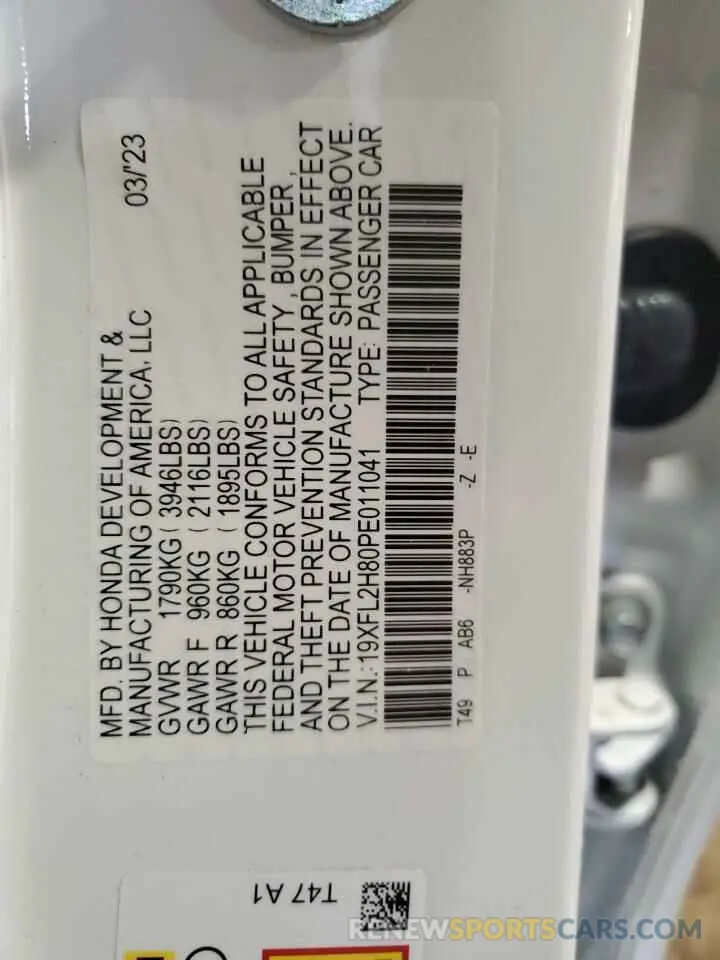 MFD. BY HONDA DEVELOPMENT &
MANUFACTURING OF AMERICA, LLC 03/'23
GVWR 1790KG ( 3946LBS)
GAWR F 960KG ( 2116LBS)
GAWR R 860KG ( 1895LBS)
THIS VEHICLE CONFORMS TO ALL APPLICABLE
FEDERAL MOTOR VEHICLE SAFETY , BUMPER ,
AND THEFT PREVENTION STANDARDS IN EFFECT
ON THE DATE OF MANUFACTURE SHOWN ABOVE.
V.I.N.:19XFL2H80PE011041 TYPE: PASSENGER CAR
T49 P AB6 -NH883P -Z -E
T47 A1
RENEWSPORTSCARS.COM